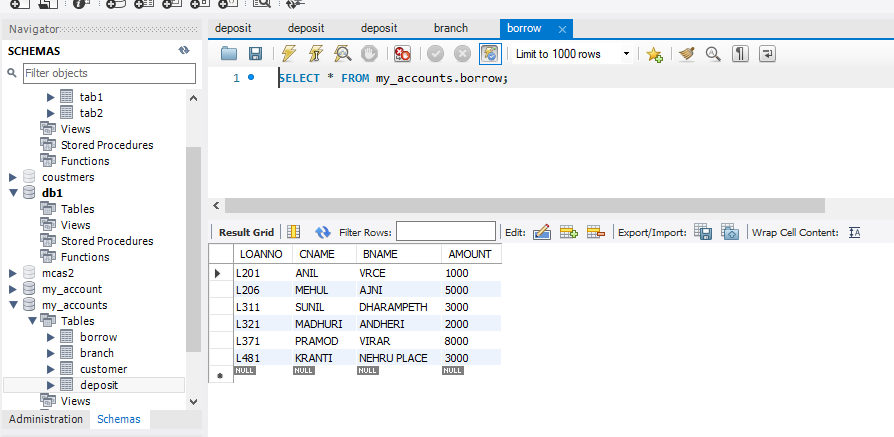 deposit deposit deposit branch borrow
Navigator
SCHEMAS
Filter objects
tab1
tab2
Views
Stored Procedures
Functions
coustmers
db1
Tables
Views
Stored Procedures
Functions
mcas2
my_account
my_accounts
Tables
borrow
branch
customer
deposit
Views
Administration Schemas
Limit to 1000 rows
1 SELECT * FROM my_accounts.borrow;
Result Grid Filter Rows: Edit: Export/Import: Wrap Cell Content:
LOANNO CNAME BNAME AMOUNT
L201 ANIL VRCE 1000
L206 MEHUL AJNI 5000
L311 SUNIL DHARAMPETH 3000
L321 MADHURI ANDHERI 2000
L371 PRAMOD VIRAR 8000
L481 KRANTI NEHRU PLACE 3000
NULL NULL NULL NULL